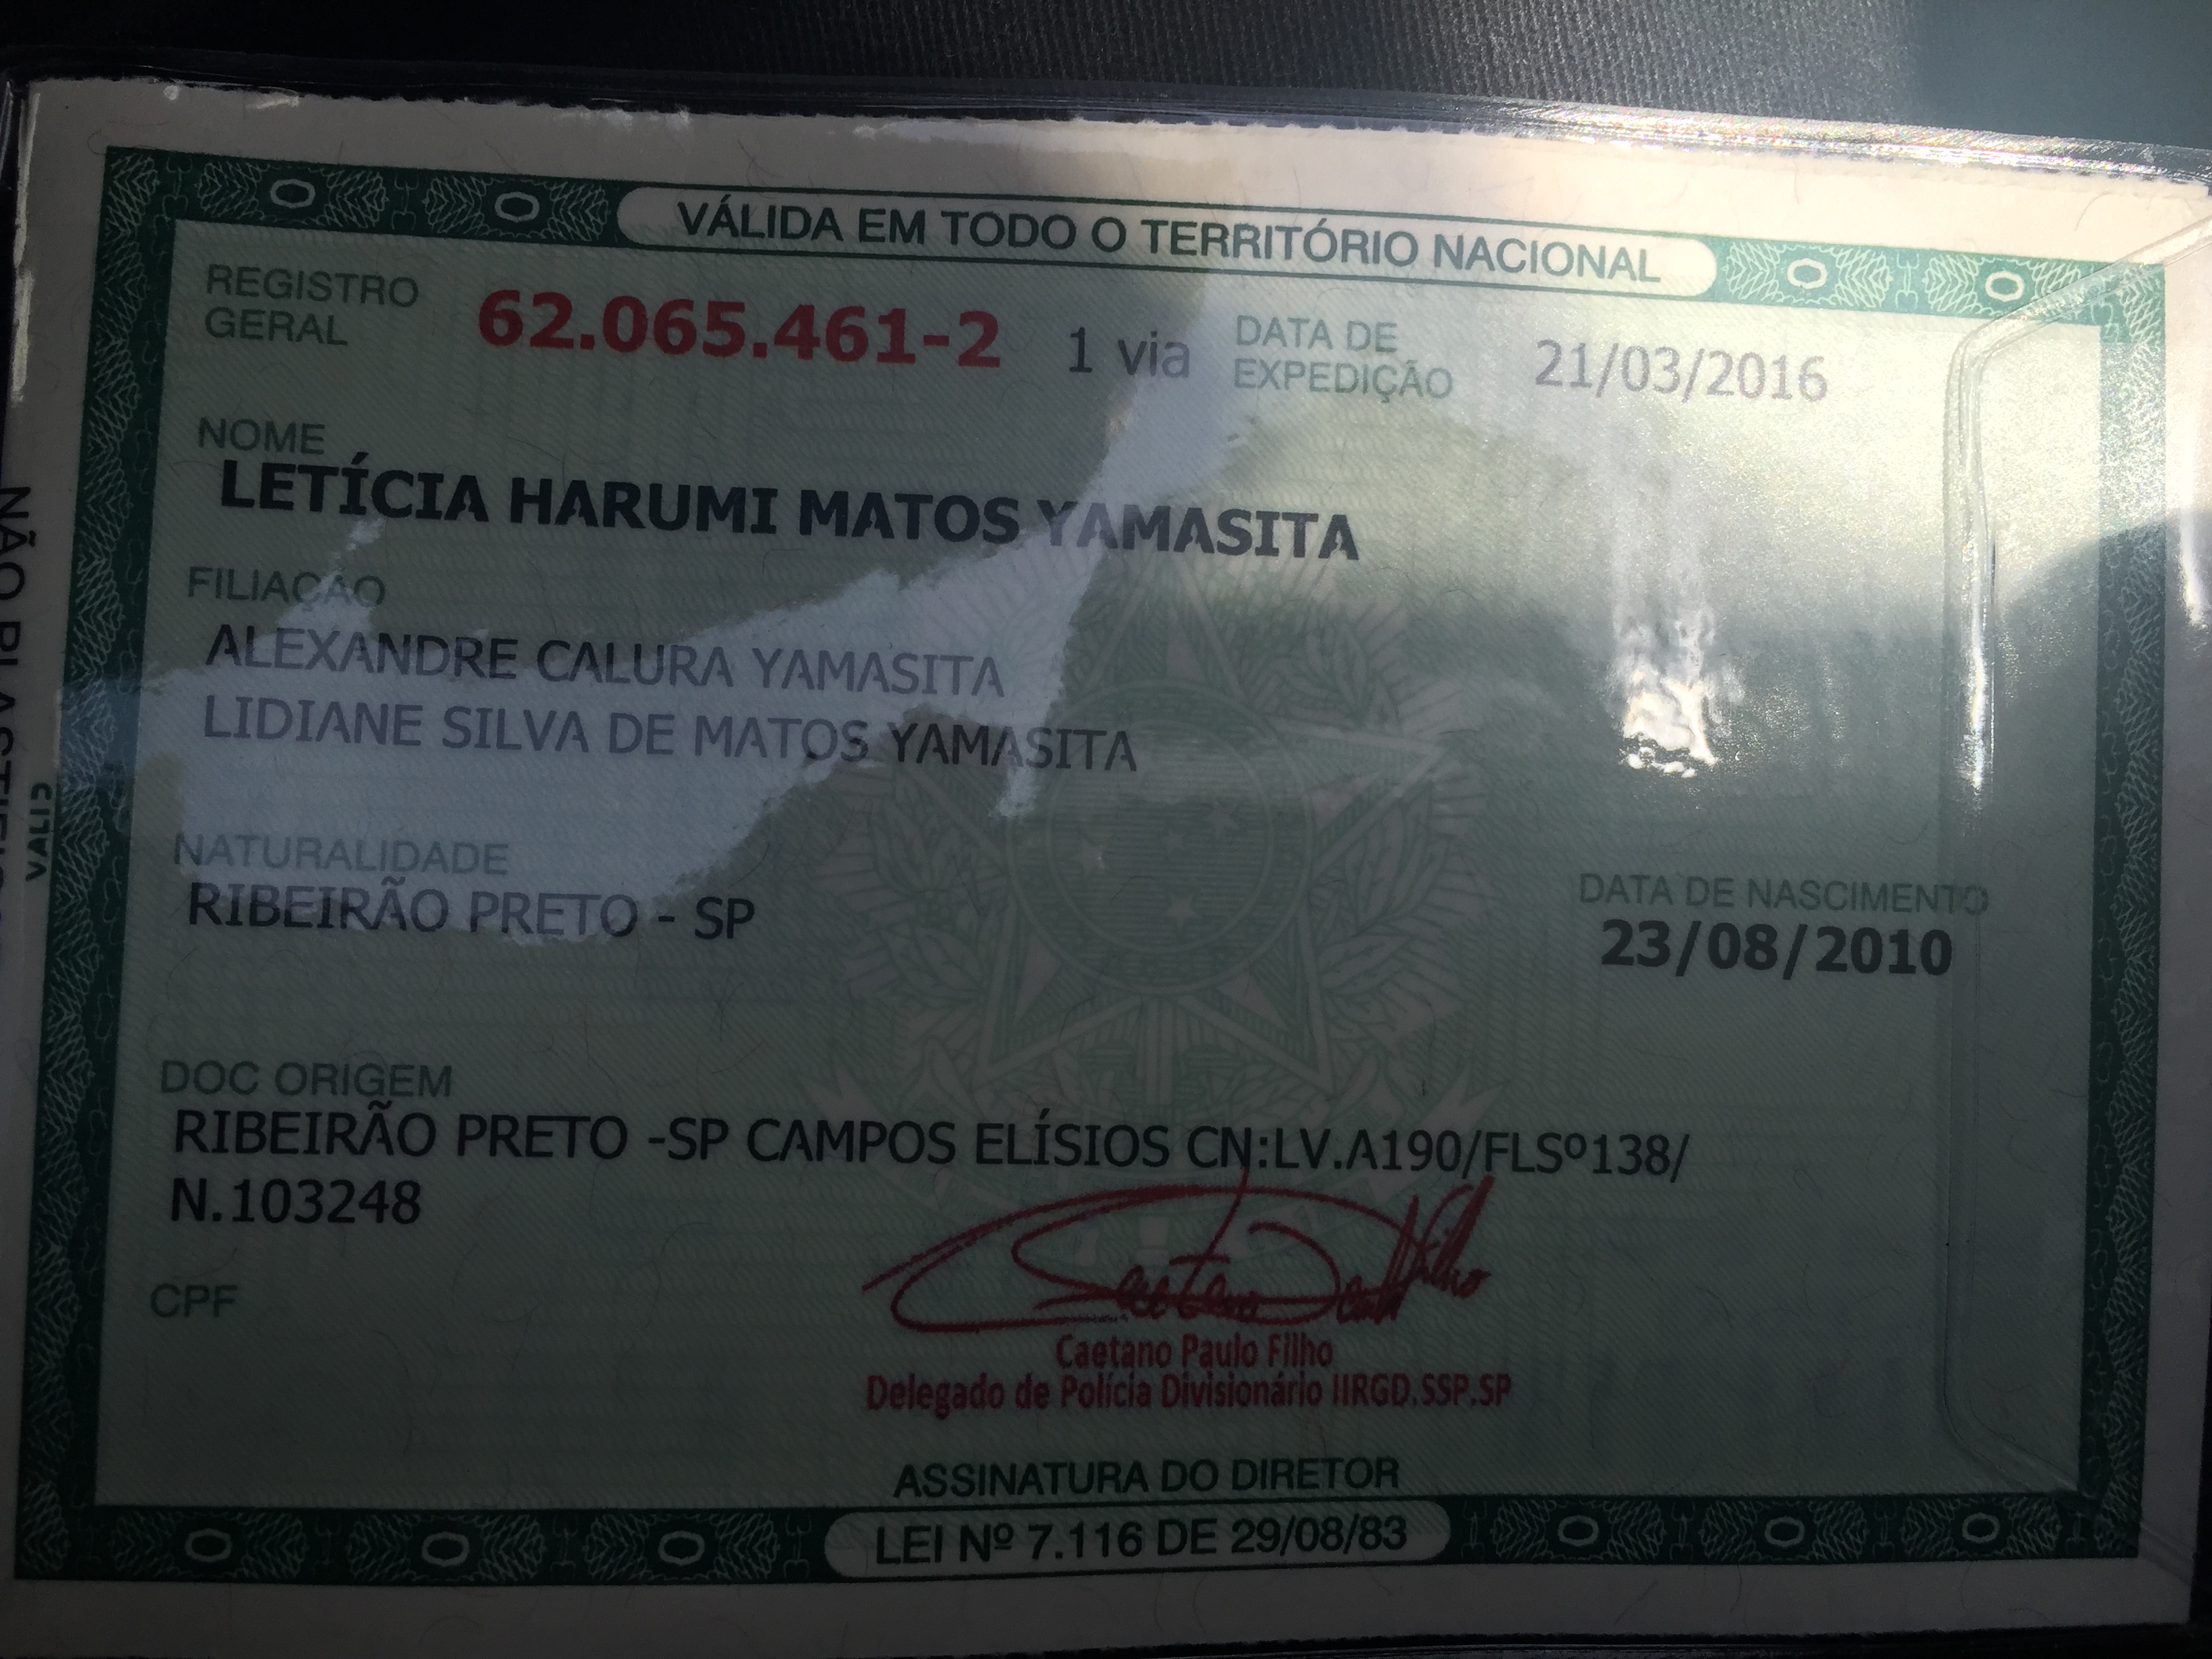 VÁLIDA EM TODO O TERRITÓRIO NACIONAL
REGISTRO GERAL 62.065.461-2 1 via DATA DE EXPEDIÇÃO 21/03/2016
NOME
LETÍCIA HARUMI MATOS YAMASITA
FILIAÇÃO
ALEXANDRE CALURA YAMASITA
LIDIANE SILVA DE MATOS YAMASITA
NATURALIDADE DATA DE NASCIMENTO
RIBEIRÃO PRETO - SP 23/08/2010
DOC ORIGEM
RIBEIRÃO PRETO -SP CAMPOS ELÍSIOS CN:LV.A190/FLSº138/
N.103248
CPF
Caetano Paulo Filho
Delegado de Polícia Divisionário IIRGD.SSP.SP
ASSINATURA DO DIRETOR
LEI Nº 7.116 DE 29/08/83
VALID
NÃO